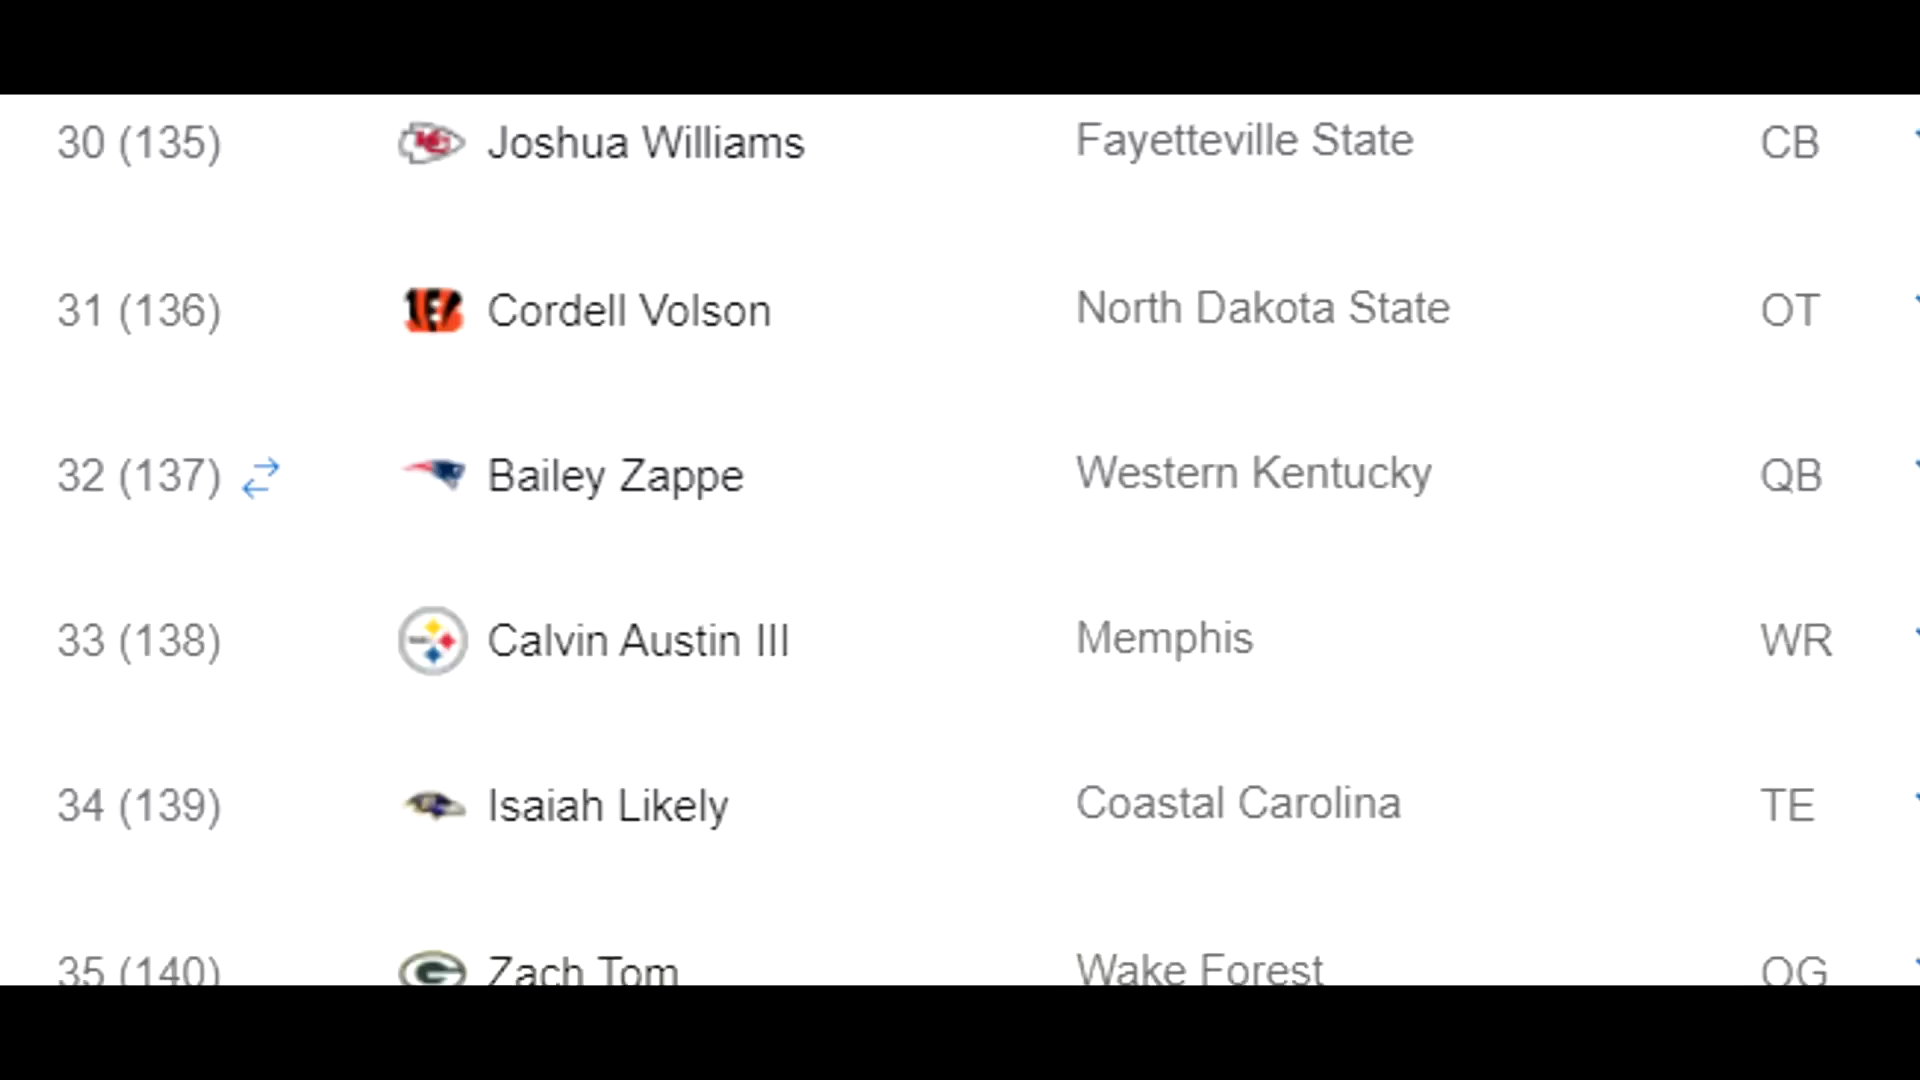 30 (135) Joshua Williams Fayetteville State CB
31 (136) Cordell Volson North Dakota State OT
32 (137) Bailey Zappe Western Kentucky QB
33 (138) Calvin Austin III Memphis WR
34 (139) Isaiah Likely Coastal Carolina TE
35 (140) Zach Tom Wake Forest OG